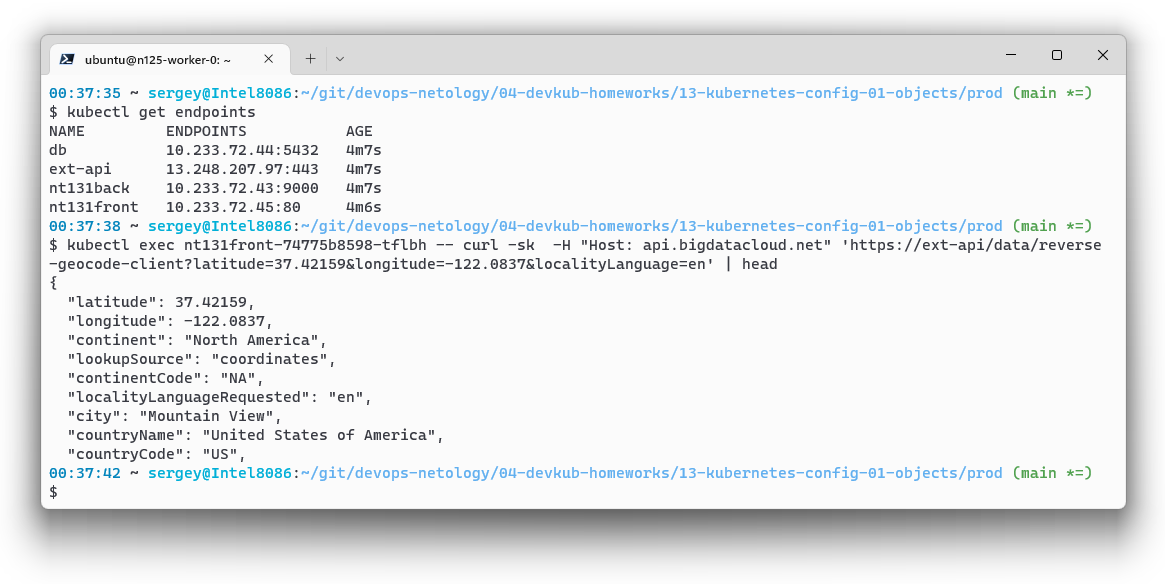 ubuntu@n125-worker-0: ~
00:37:35 ~ sergey@Intel8086:~/git/devops-netology/04-devkub-homeworks/13-kubernetes-config-01-objects/prod (main *=)
$ kubectl get endpoints
NAME         ENDPOINTS           AGE
db           10.233.72.44:5432   4m7s
ext-api      13.248.207.97:443   4m7s
nt131back    10.233.72.43:9000   4m7s
nt131front   10.233.72.45:80     4m6s
00:37:38 ~ sergey@Intel8086:~/git/devops-netology/04-devkub-homeworks/13-kubernetes-config-01-objects/prod (main *=)
$ kubectl exec nt131front-74775b8598-tflbh -- curl -sk  -H "Host: api.bigdatacloud.net" 'https://ext-api/data/reverse
-geocode-client?latitude=37.42159&longitude=-122.0837&localityLanguage=en' | head
{
  "latitude": 37.42159,
  "longitude": -122.0837,
  "continent": "North America",
  "lookupSource": "coordinates",
  "continentCode": "NA",
  "localityLanguageRequested": "en",
  "city": "Mountain View",
  "countryName": "United States of America",
  "countryCode": "US",
00:37:42 ~ sergey@Intel8086:~/git/devops-netology/04-devkub-homeworks/13-kubernetes-config-01-objects/prod (main *=)
$